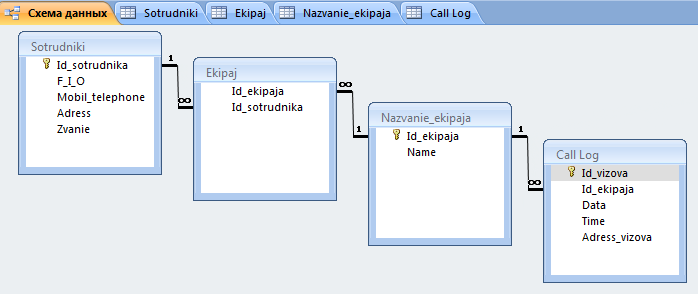 Схема данных
Sotrudniki
Ekipaj
Nazvanie_ekipaja
Call Log
Sotrudniki
Id_sotrudnika
F_I_O
Mobil_telephone
Adress
Zvanie
1
∞
Ekipaj
Id_ekipaja
Id_sotrudnika
∞
1
Nazvanie_ekipaja
Id_ekipaja
Name
1
∞
Call Log
Id_vizova
Id_ekipaja
Data
Time
Adress_vizova